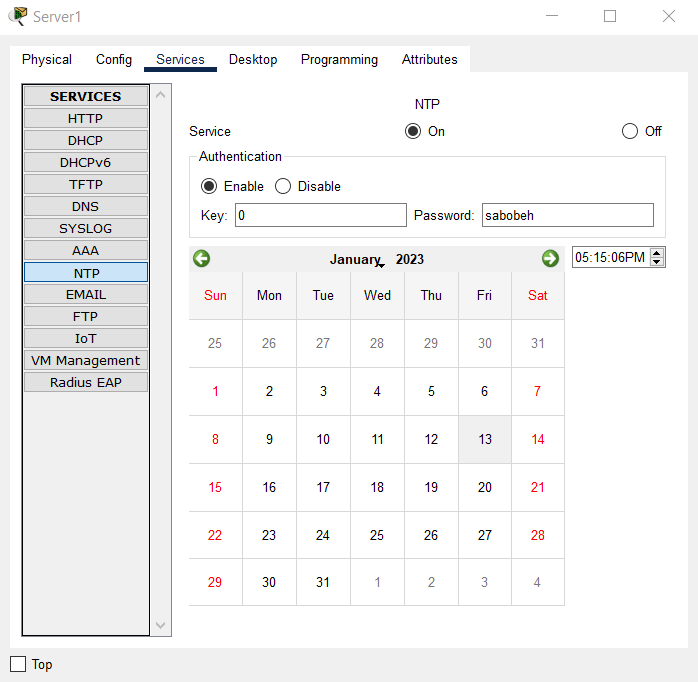 Server1
Physical Config Services Desktop Programming Attributes
SERVICES
HTTP
DHCP
DHCPv6
TFTP
DNS
SYSLOG
AAA
NTP
EMAIL
FTP
IoT
VM Management
Radius EAP
NTP
Service On Off
Authentication
Enable Disable
Key: 0 Password: sabobeh
January 2023 05:15:06PM
Sun Mon Tue Wed Thu Fri Sat
25 26 27 28 29 30 31
1 2 3 4 5 6 7
8 9 10 11 12 13 14
15 16 17 18 19 20 21
22 23 24 25 26 27 28
29 30 31 1 2 3 4
Top